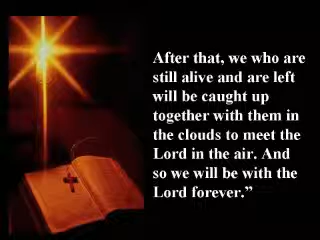 After that, we who are
still alive and are left
will be caught up
together with them in
the clouds to meet the
Lord in the air. And
so we will be with the
Lord forever.”